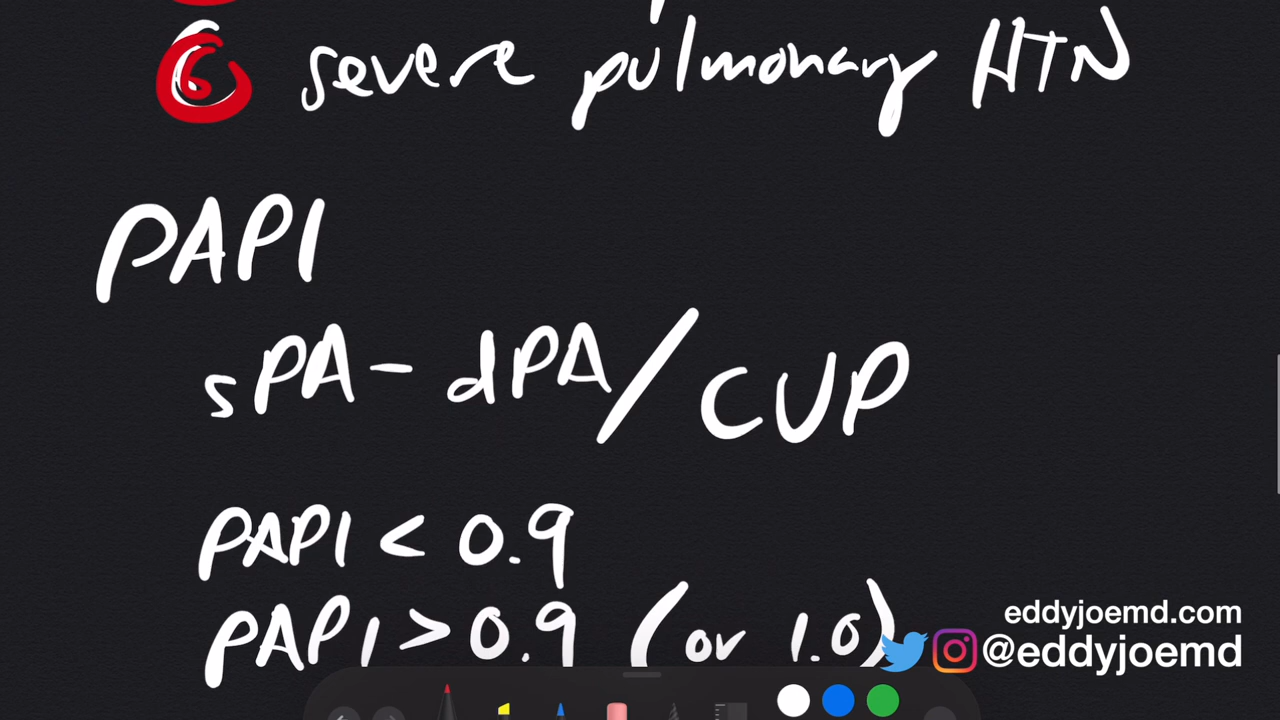 6 severe pulmonary HTN
PAPI
sPA - dPA / CVP
PAPI < 0.9
PAPI > 0.9 (or 1.0)
eddyjoemd.com
@eddyjoemd